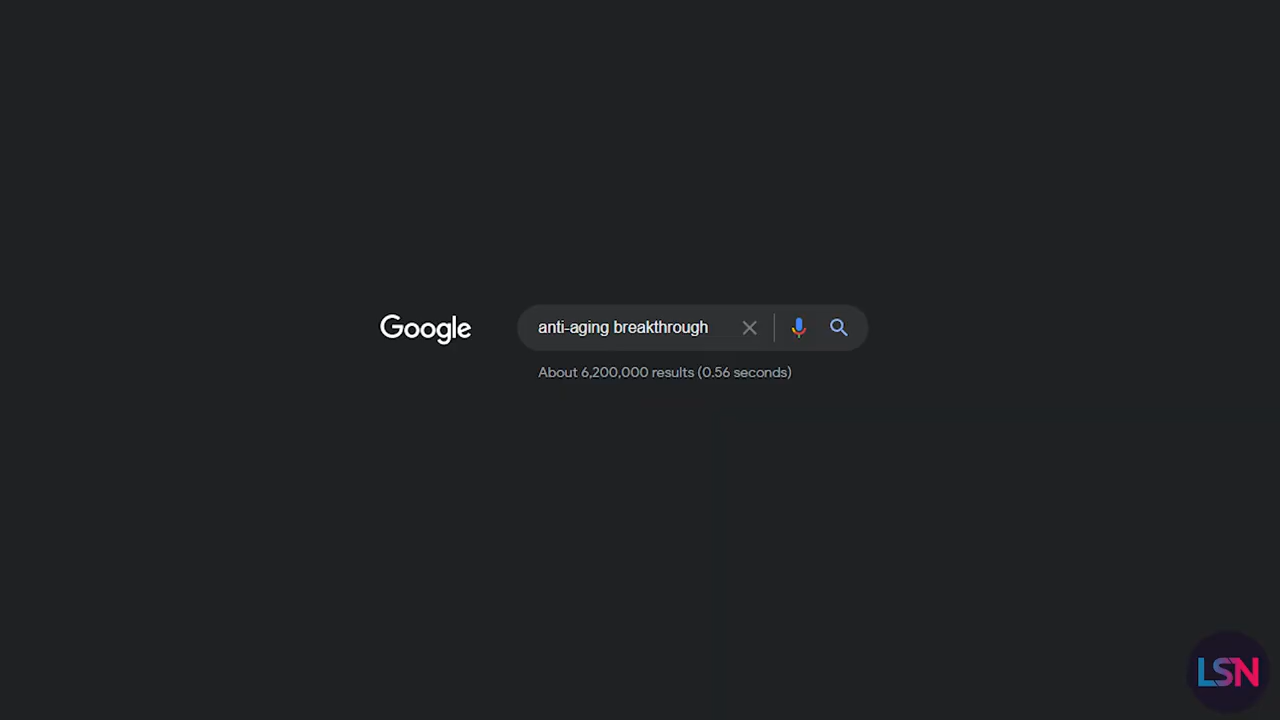 Google
anti-aging breakthrough
About 6,200,000 results (0.56 seconds)
LSN